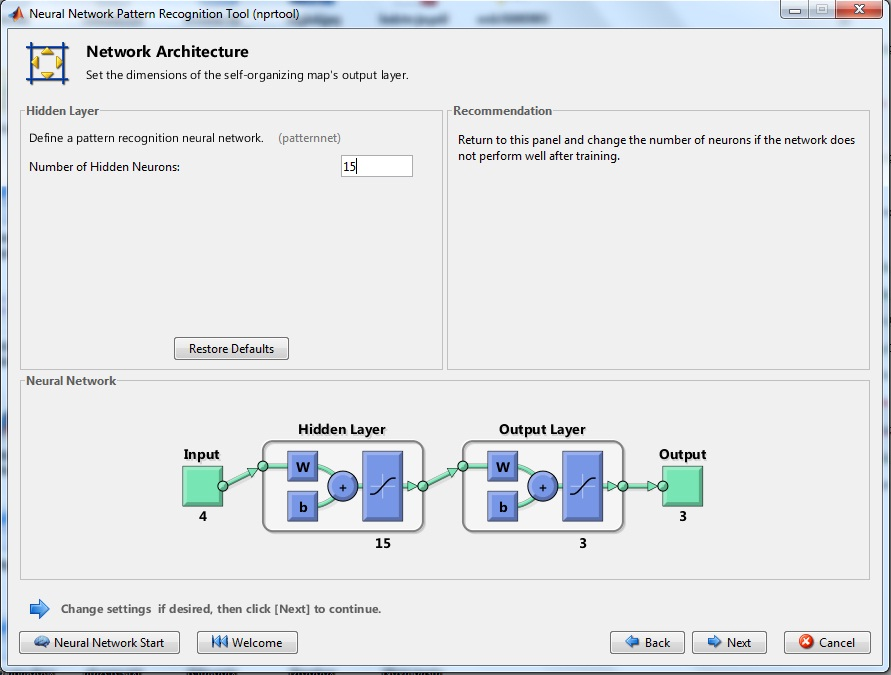 Neural Network Pattern Recognition Tool (nprtool)
Network Architecture
Set the dimensions of the self-organizing map's output layer.
Hidden Layer
Define a pattern recognition neural network. (patternnet)
Number of Hidden Neurons: 15
Restore Defaults
Recommendation
Return to this panel and change the number of neurons if the network does
not perform well after training.
Neural Network
Hidden Layer
Output Layer
Input
Output
W
b
+
W
b
+
4
15
3
3
Change settings if desired, then click [Next] to continue.
Neural Network Start
Welcome
Back
Next
Cancel